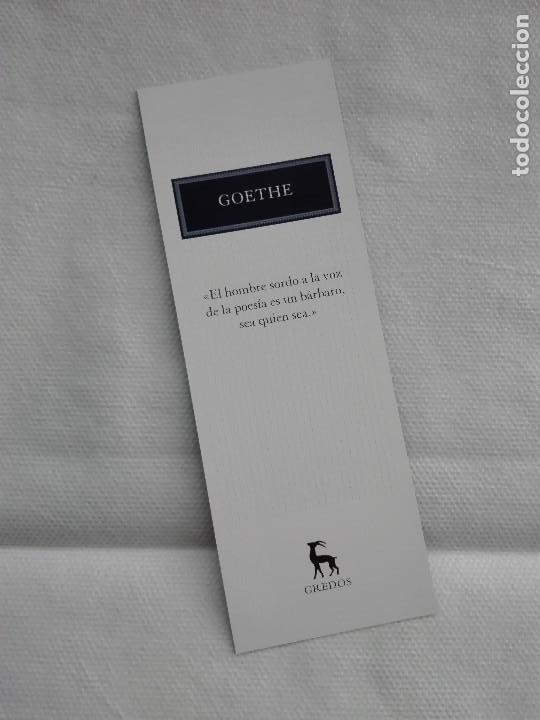 GOETHE
«El hombre sordo a la voz
de la poesía es un bárbaro,
sea quien sea.»
GREDOS
todocoleccion